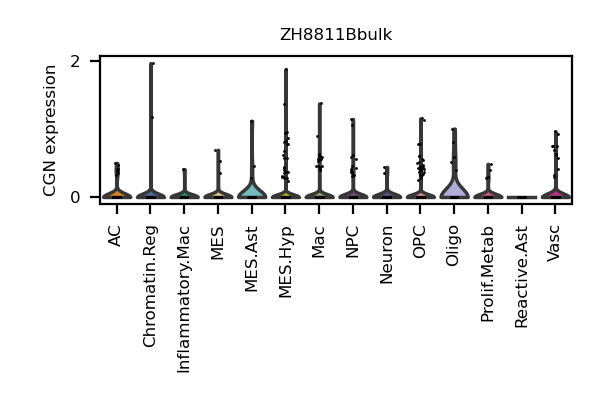 ZH8811Bbulk
CGN expression
2
0
AC
Chromatin.Reg
Inflammatory.Mac
MES
MES.Ast
MES.Hyp
Mac
NPC
Neuron
OPC
Oligo
Prolif.Metab
Reactive.Ast
Vasc